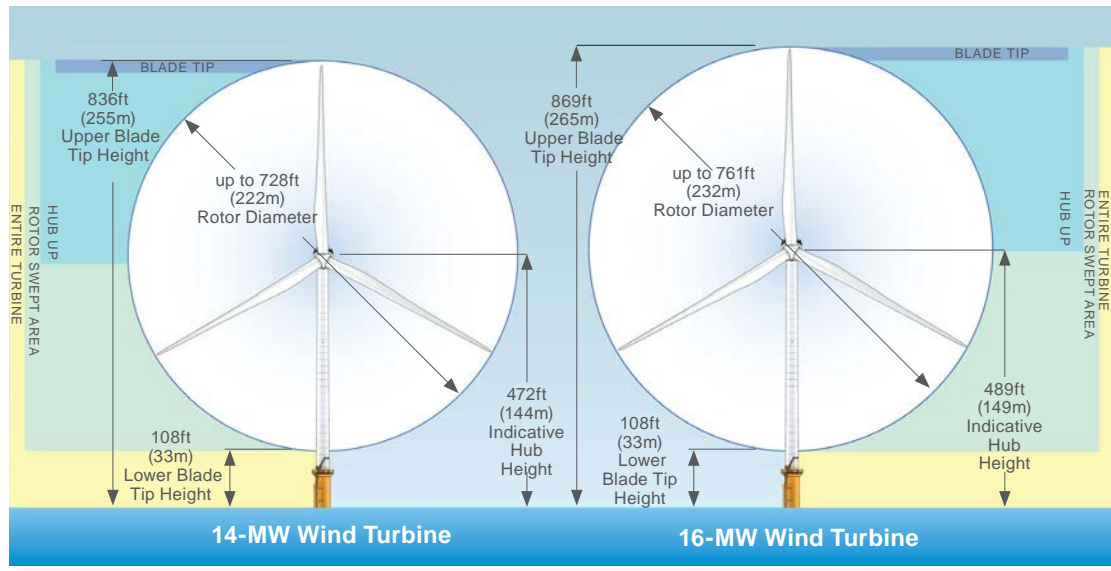 BLADE TIP
836ft
(255m)
Upper Blade
Tip Height
up to 728ft
(222m)
Rotor Diameter
HUB UP
ROTOR SWEPT AREA
ENTIRE TURBINE
108ft
(33m)
Lower Blade
Tip Height
472ft
(144m)
Indicative
Hub
Height
14-MW Wind Turbine
BLADE TIP
869ft
(265m)
Upper Blade
Tip Height
up to 761ft
(232m)
Rotor Diameter
HUB UP
ROTOR SWEPT AREA
ENTIRE TURBINE
108ft
(33m) Lower
Blade Tip
Height
489ft
(149m)
Indicative
Hub
Height
16-MW Wind Turbine